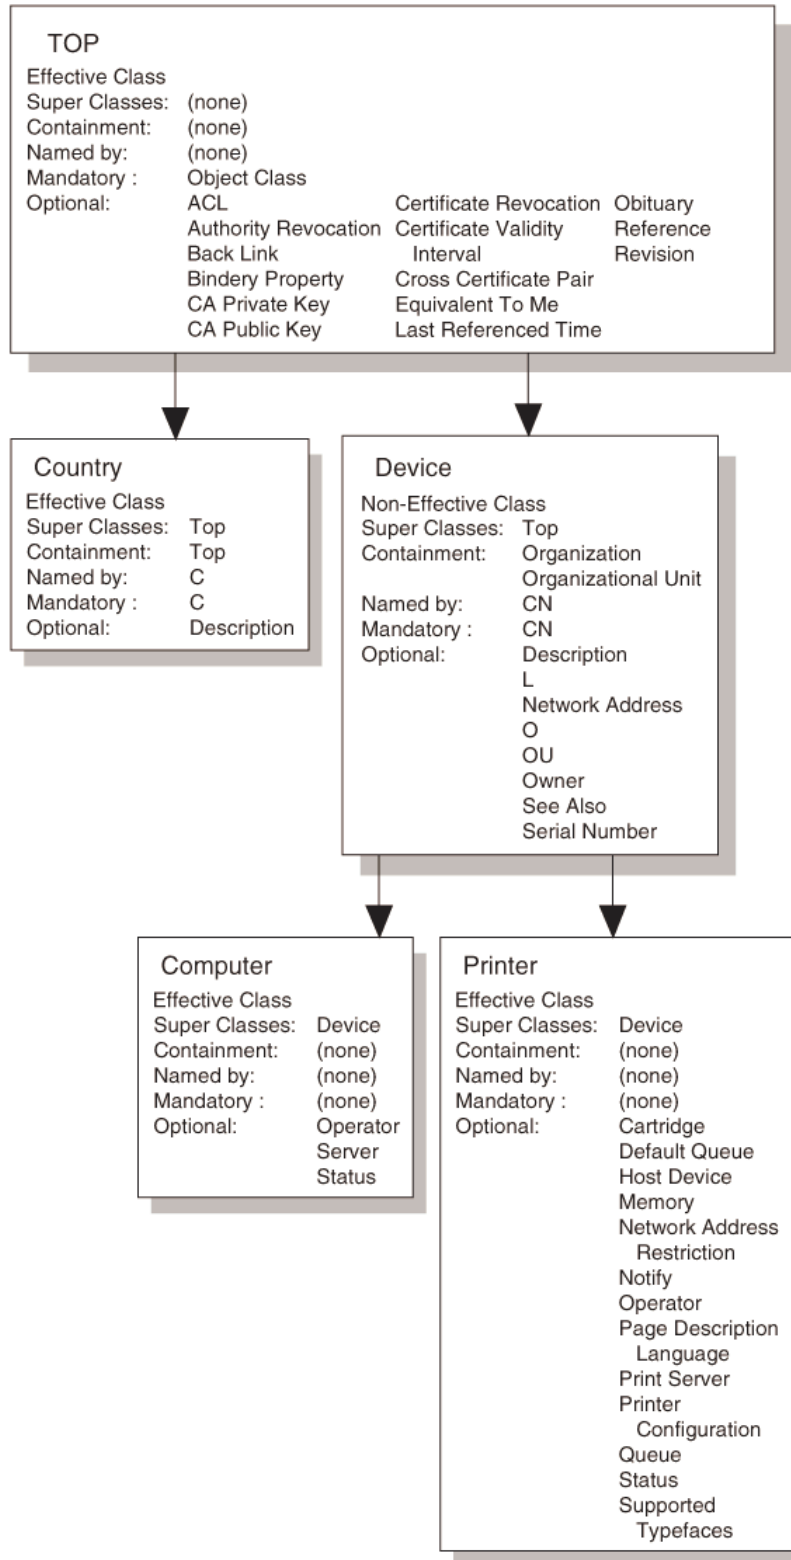 TOP
Effective Class
Super Classes: (none)
Containment: (none)
Named by: (none)
Mandatory : Object Class
Optional: ACL Certificate Revocation Obituary
Authority Revocation Certificate Validity Reference
Back Link Interval Revision
Bindery Property Cross Certificate Pair
CA Private Key Equivalent To Me
CA Public Key Last Referenced Time
Country
Effective Class
Super Classes: Top
Containment: Top
Named by: C
Mandatory : C
Optional: Description
Device
Non-Effective Class
Super Classes: Top
Containment: Organization
Organizational Unit
Named by: CN
Mandatory : CN
Optional: Description
L
Network Address
O
OU
Owner
See Also
Serial Number
Computer
Effective Class
Super Classes: Device
Containment: (none)
Named by: (none)
Mandatory : (none)
Optional: Operator
Server
Status
Printer
Effective Class
Super Classes: Device
Containment: (none)
Named by: (none)
Mandatory : (none)
Optional: Cartridge
Default Queue
Host Device
Memory
Network Address
Restriction
Notify
Operator
Page Description
Language
Print Server
Printer
Configuration
Queue
Status
Supported
Typefaces